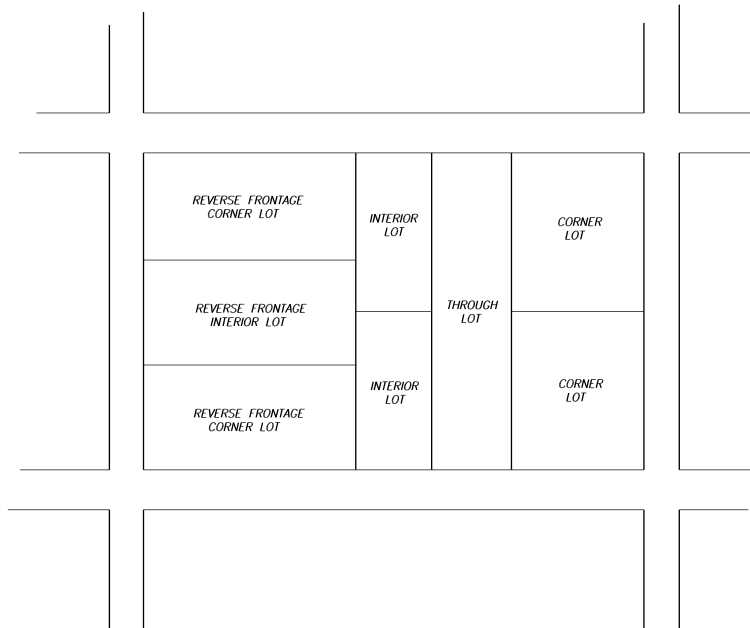 REVERSE FRONTAGE
CORNER LOT
INTERIOR
LOT
CORNER
LOT
REVERSE FRONTAGE
INTERIOR LOT
THROUGH
LOT
INTERIOR
LOT
CORNER
LOT
REVERSE FRONTAGE
CORNER LOT